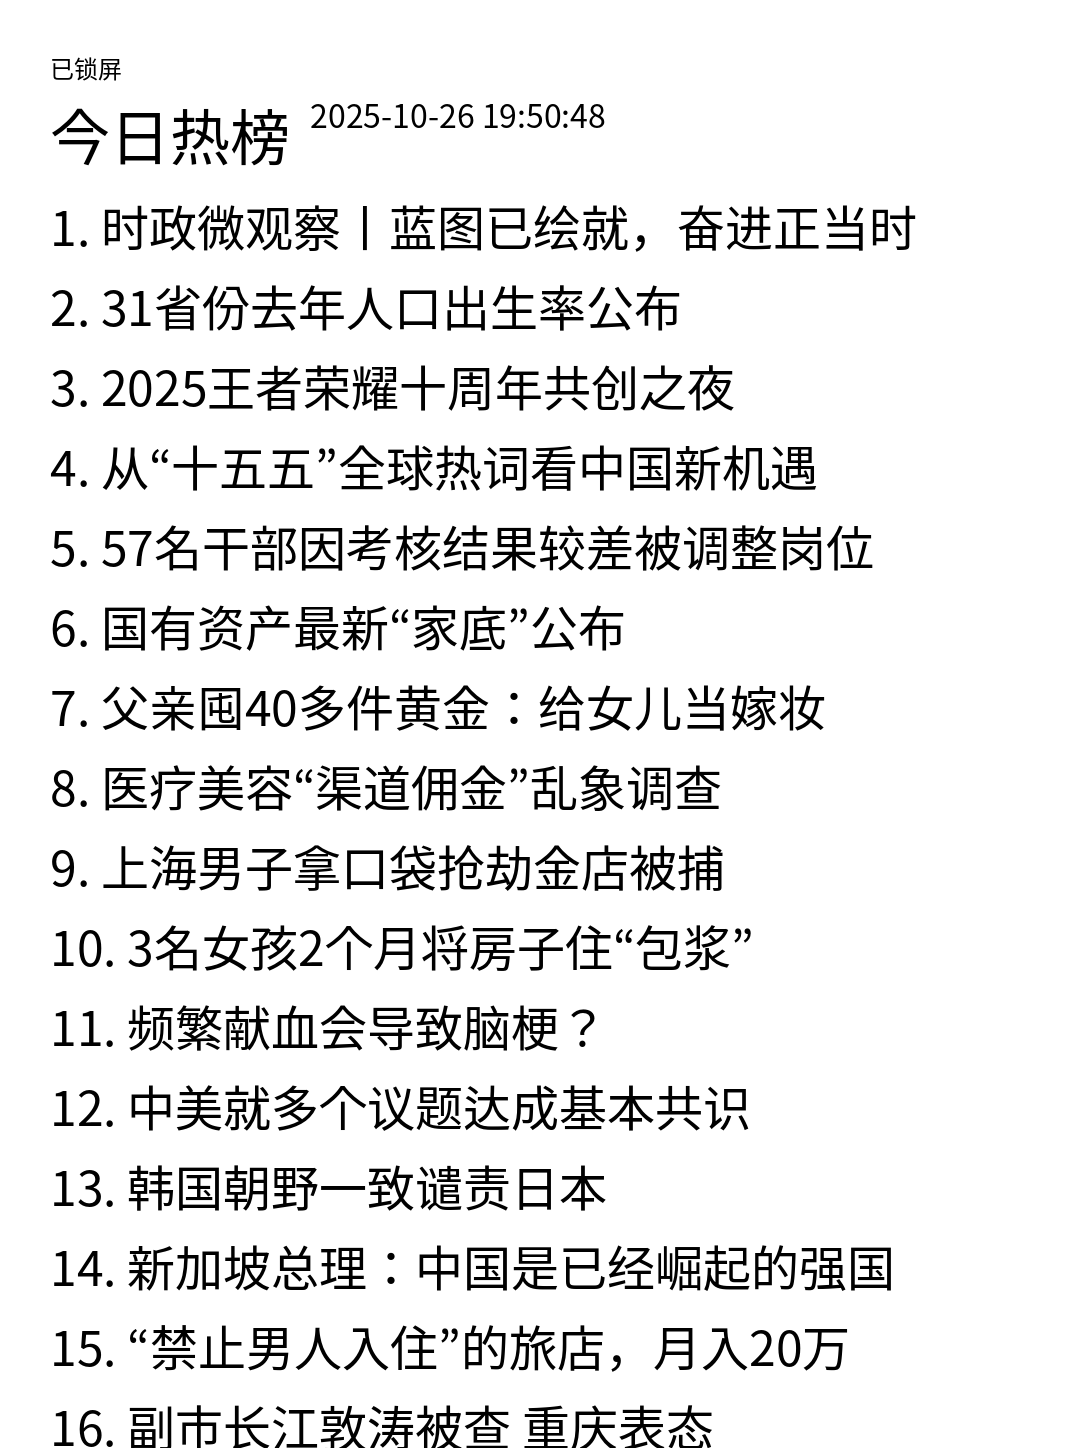 已锁屏
今日热榜 2025-10-26 19:50:48
1. 时政微观察丨蓝图已绘就，奋进正当时
2. 31省份去年人口出生率公布
3. 2025王者荣耀十周年共创之夜
4. 从“十五五”全球热词看中国新机遇
5. 57名干部因考核结果较差被调整岗位
6. 国有资产最新“家底”公布
7. 父亲囤40多件黄金：给女儿当嫁妆
8. 医疗美容“渠道佣金”乱象调查
9. 上海男子拿口袋抢劫金店被捕
10. 3名女孩2个月将房子住“包浆”
11. 频繁献血会导致脑梗？
12. 中美就多个议题达成基本共识
13. 韩国朝野一致谴责日本
14. 新加坡总理：中国是已经崛起的强国
15. “禁止男人入住”的旅店，月入20万
16. 副市长江敦涛被查 重庆表态